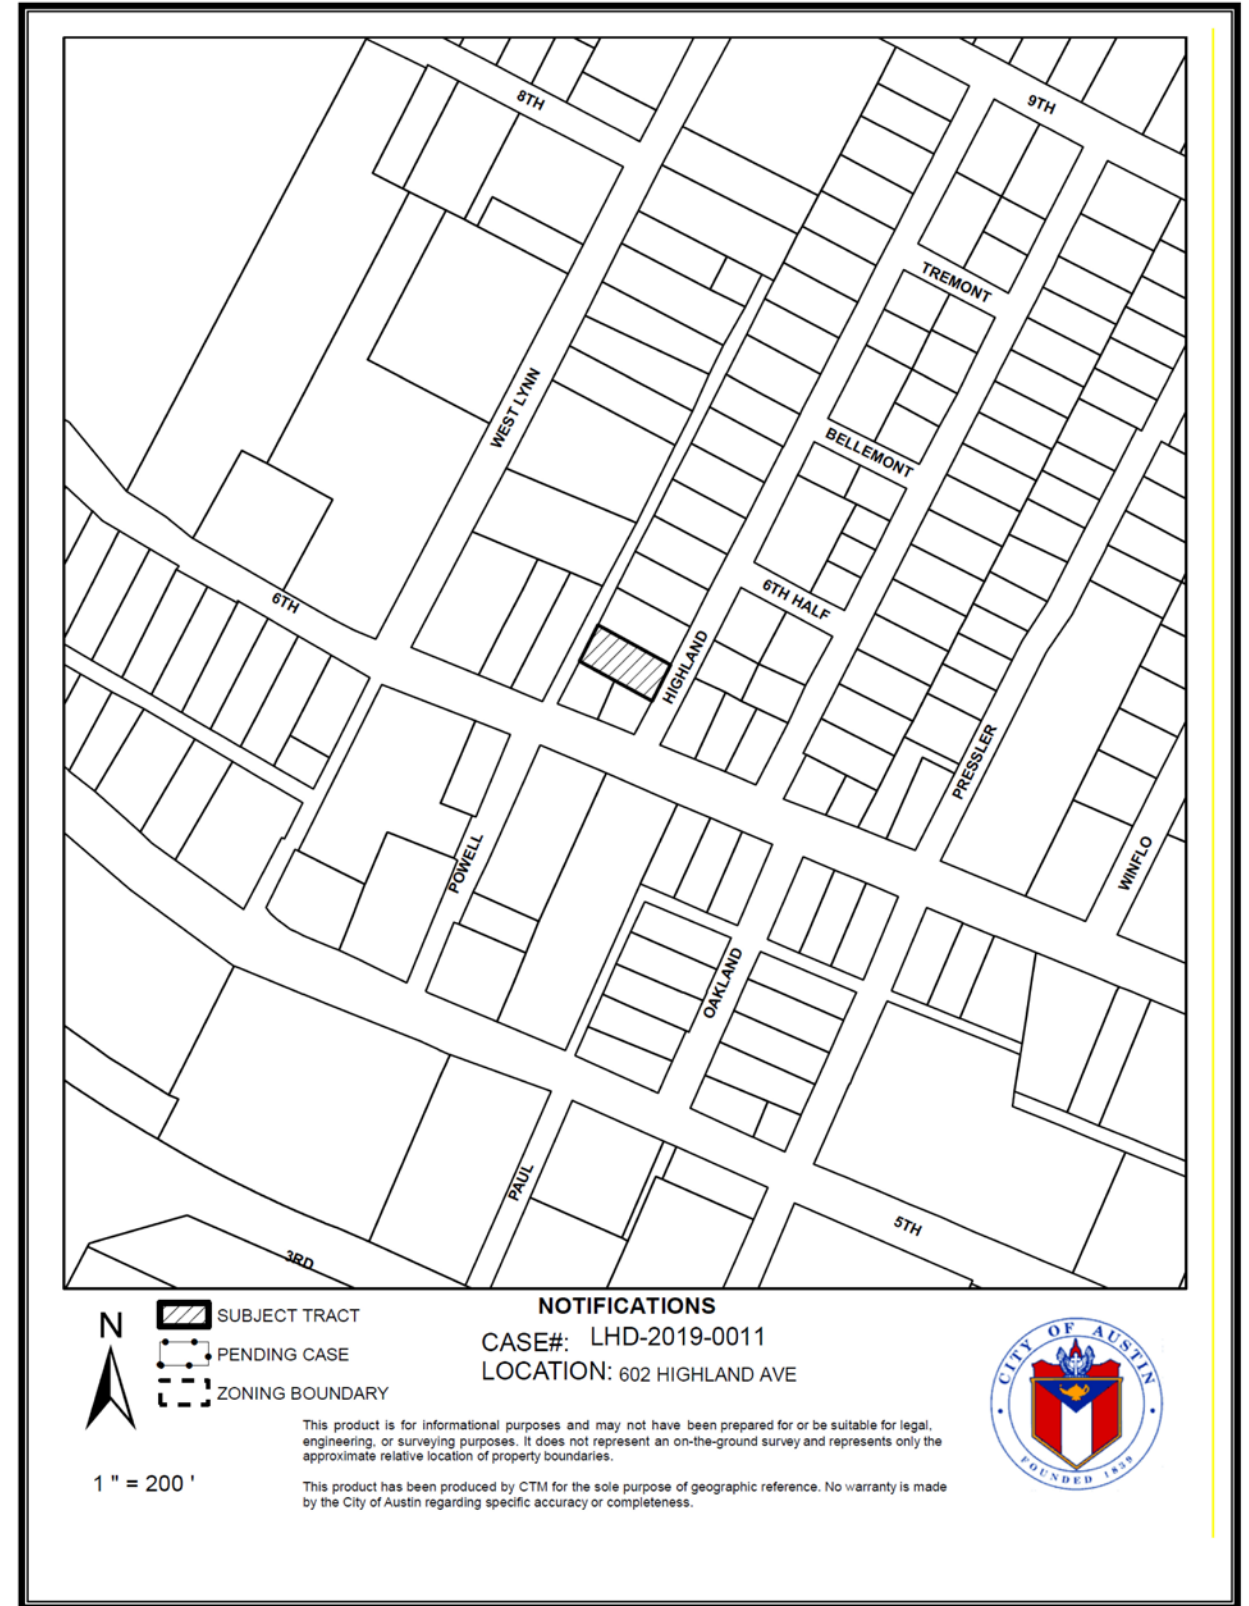 8TH
9TH
TREMONT
WEST LYNN
BELLEMONT
6TH HALF
6TH
HIGHLAND
PRESSLER
POWELL
WINFLO
OAKLAND
PAUL
5TH
3RD
N
1 " = 200 '
SUBJECT TRACT
PENDING CASE
ZONING BOUNDARY
NOTIFICATIONS
CASE#: LHD-2019-0011
LOCATION: 602 HIGHLAND AVE
This product is for informational purposes and may not have been prepared for or be suitable for legal,
engineering, or surveying purposes. It does not represent an on-the-ground survey and represents only the
approximate relative location of property boundaries.
This product has been produced by CTM for the sole purpose of geographic reference. No warranty is made
by the City of Austin regarding specific accuracy or completeness.
CITY OF AUSTIN
FOUNDED 1839